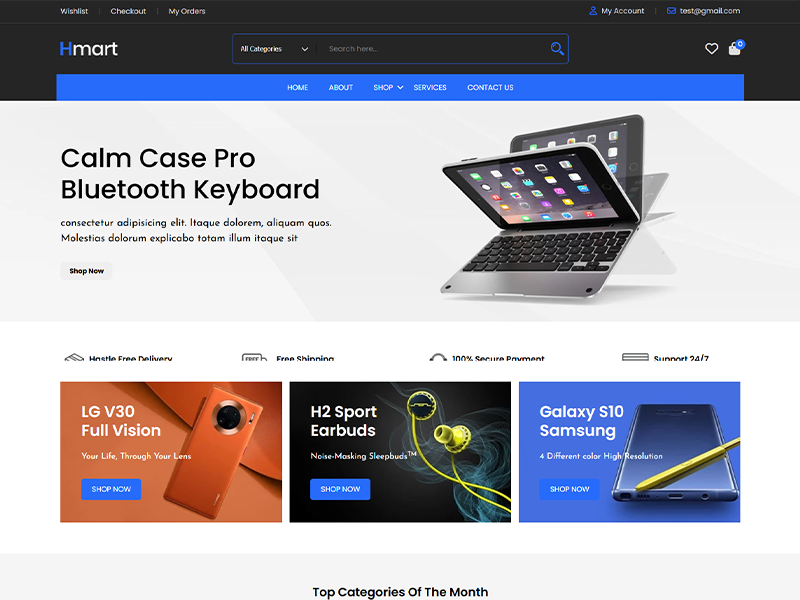 Wishlist
Checkout
My Orders
My Account
test@gmail.com
Hmart
All Categories
Search here...
0
HOME
ABOUT
SHOP
SERVICES
CONTACT US
Calm Case Pro
Bluetooth Keyboard
consectetur adipisicing elit. Itaque dolorem, aliquam quos.
Molestias dolorum explicabo totam illum itaque sit
Shop Now
Hastle Free Delivery
FREE
Free Shipping
100% Secure Payment
Support 24/7
LG V30
Full Vision
Your Life, Through Your Lens
SHOP NOW
H2 Sport
Earbuds
Noise-Masking Sleepbuds™
SHOP NOW
Galaxy S10
Samsung
4 Different color High Resolution
SHOP NOW
Top Categories Of The Month